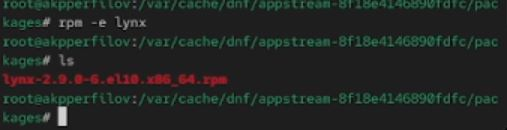 root@akpperfilov:/var/cache/dnf/appstream-8f18e4146890fdfc/pac
kages# rpm -e lynx
root@akpperfilov:/var/cache/dnf/appstream-8f18e4146890fdfc/pac
kages# ls
lynx-2.9.0-6.el10.x86_64.rpm
root@akpperfilov:/var/cache/dnf/appstream-8f18e4146890fdfc/pac
kages#